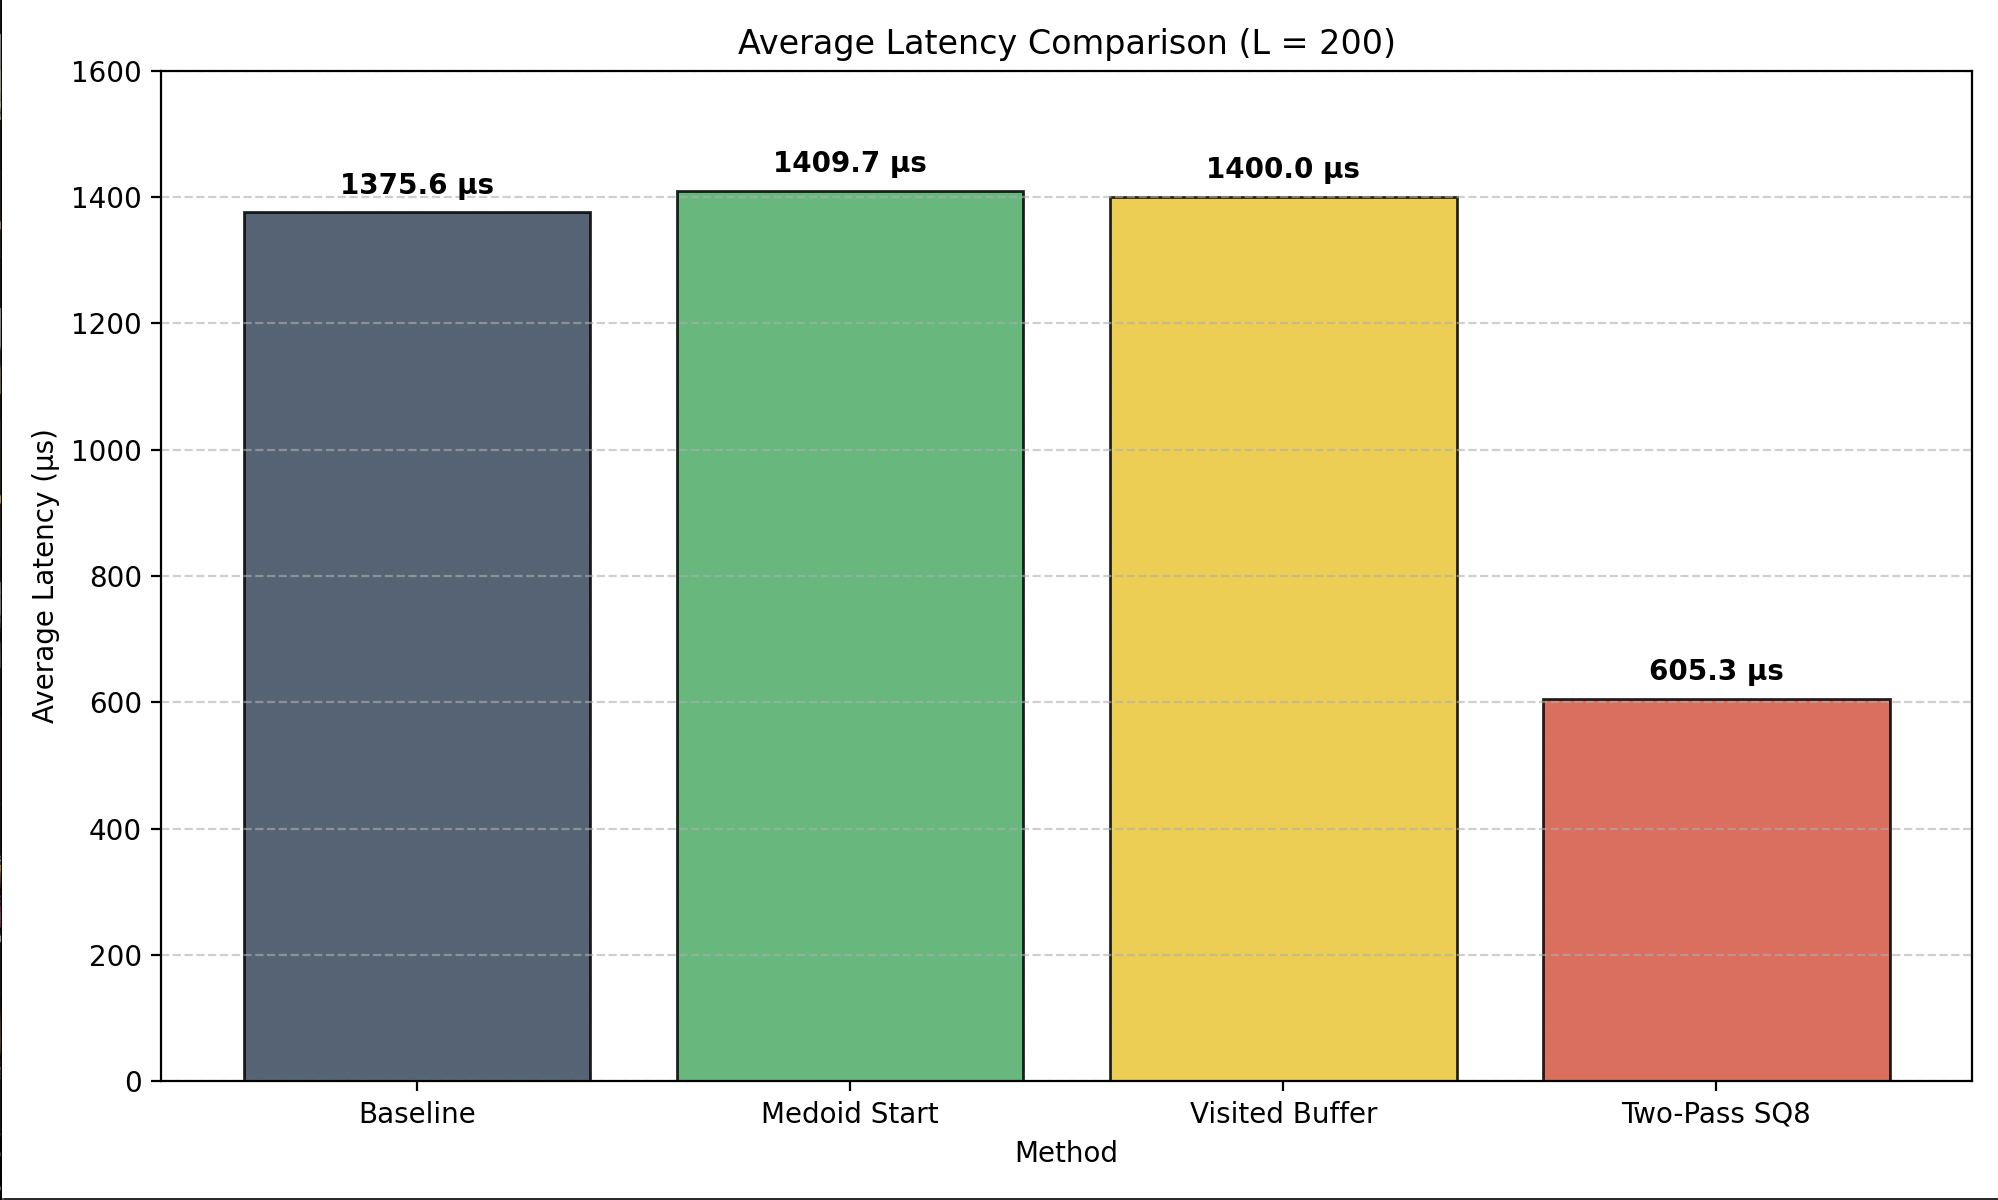 Average Latency Comparison (L = 200)
Average Latency (µs)
1600
1400
1200
1000
800
600
400
200
0
1375.6 µs
1409.7 µs
1400.0 µs
605.3 µs
Baseline
Medoid Start
Visited Buffer
Two-Pass SQ8
Method